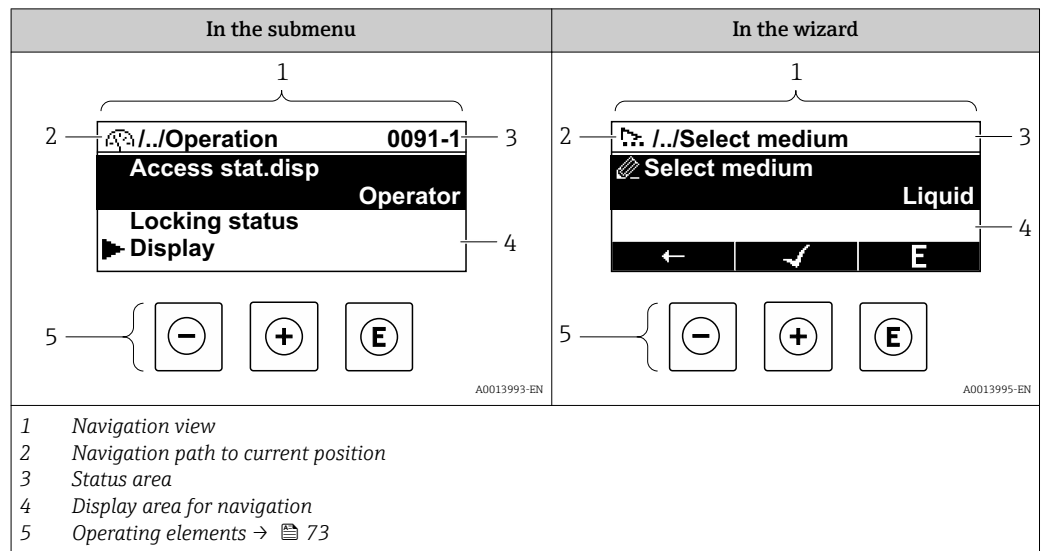 In the submenu
In the wizard
1
2
/../Operation 0091-1
3
Access stat.disp
Operator
Locking status
Display
4
5
- + E
A0013993-EN
1
2
/../Select medium
3
Select medium
Liquid
4
← ✓ E
5
- + E
A0013995-EN
1 Navigation view
2 Navigation path to current position
3 Status area
4 Display area for navigation
5 Operating elements → 73